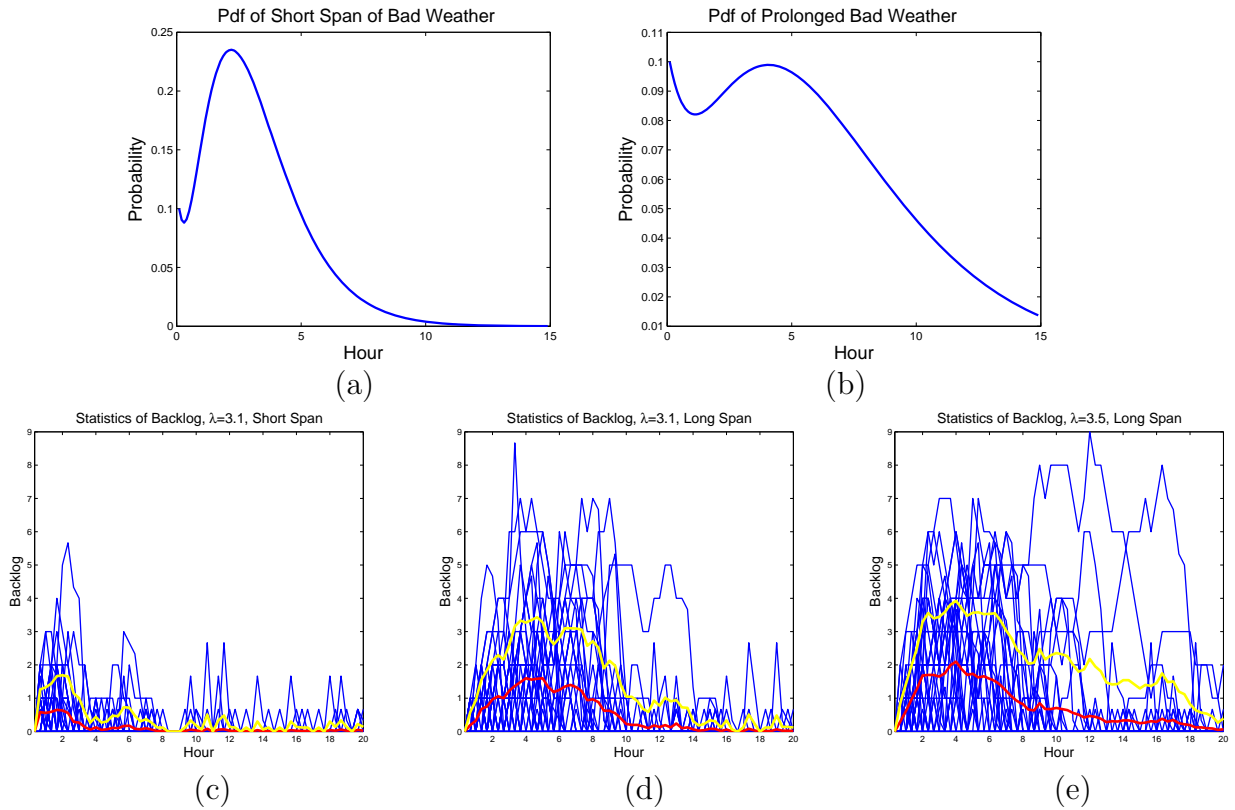 Pdf of Short Span of Bad Weather
0.25
0.2
0.15
0.1
0.05
0
Probability
0 5 10 15
Hour
(a)
Pdf of Prolonged Bad Weather
0.11
0.1
0.09
0.08
0.07
0.06
0.05
0.04
0.03
0.02
0.01
Probability
0 5 10 15
Hour
(b)
Statistics of Backlog, λ=3.1, Short Span
9
8
7
6
5
4
3
2
1
0
Backlog
2 4 6 8 10 12 14 16 18 20
Hour
(c)
Statistics of Backlog, λ=3.1, Long Span
9
8
7
6
5
4
3
2
1
0
Backlog
2 4 6 8 10 12 14 16 18 20
Hour
(d)
Statistics of Backlog, λ=3.5, Long Span
9
8
7
6
5
4
3
2
1
0
Backlog
2 4 6 8 10 12 14 16 18 20
Hour
(e)